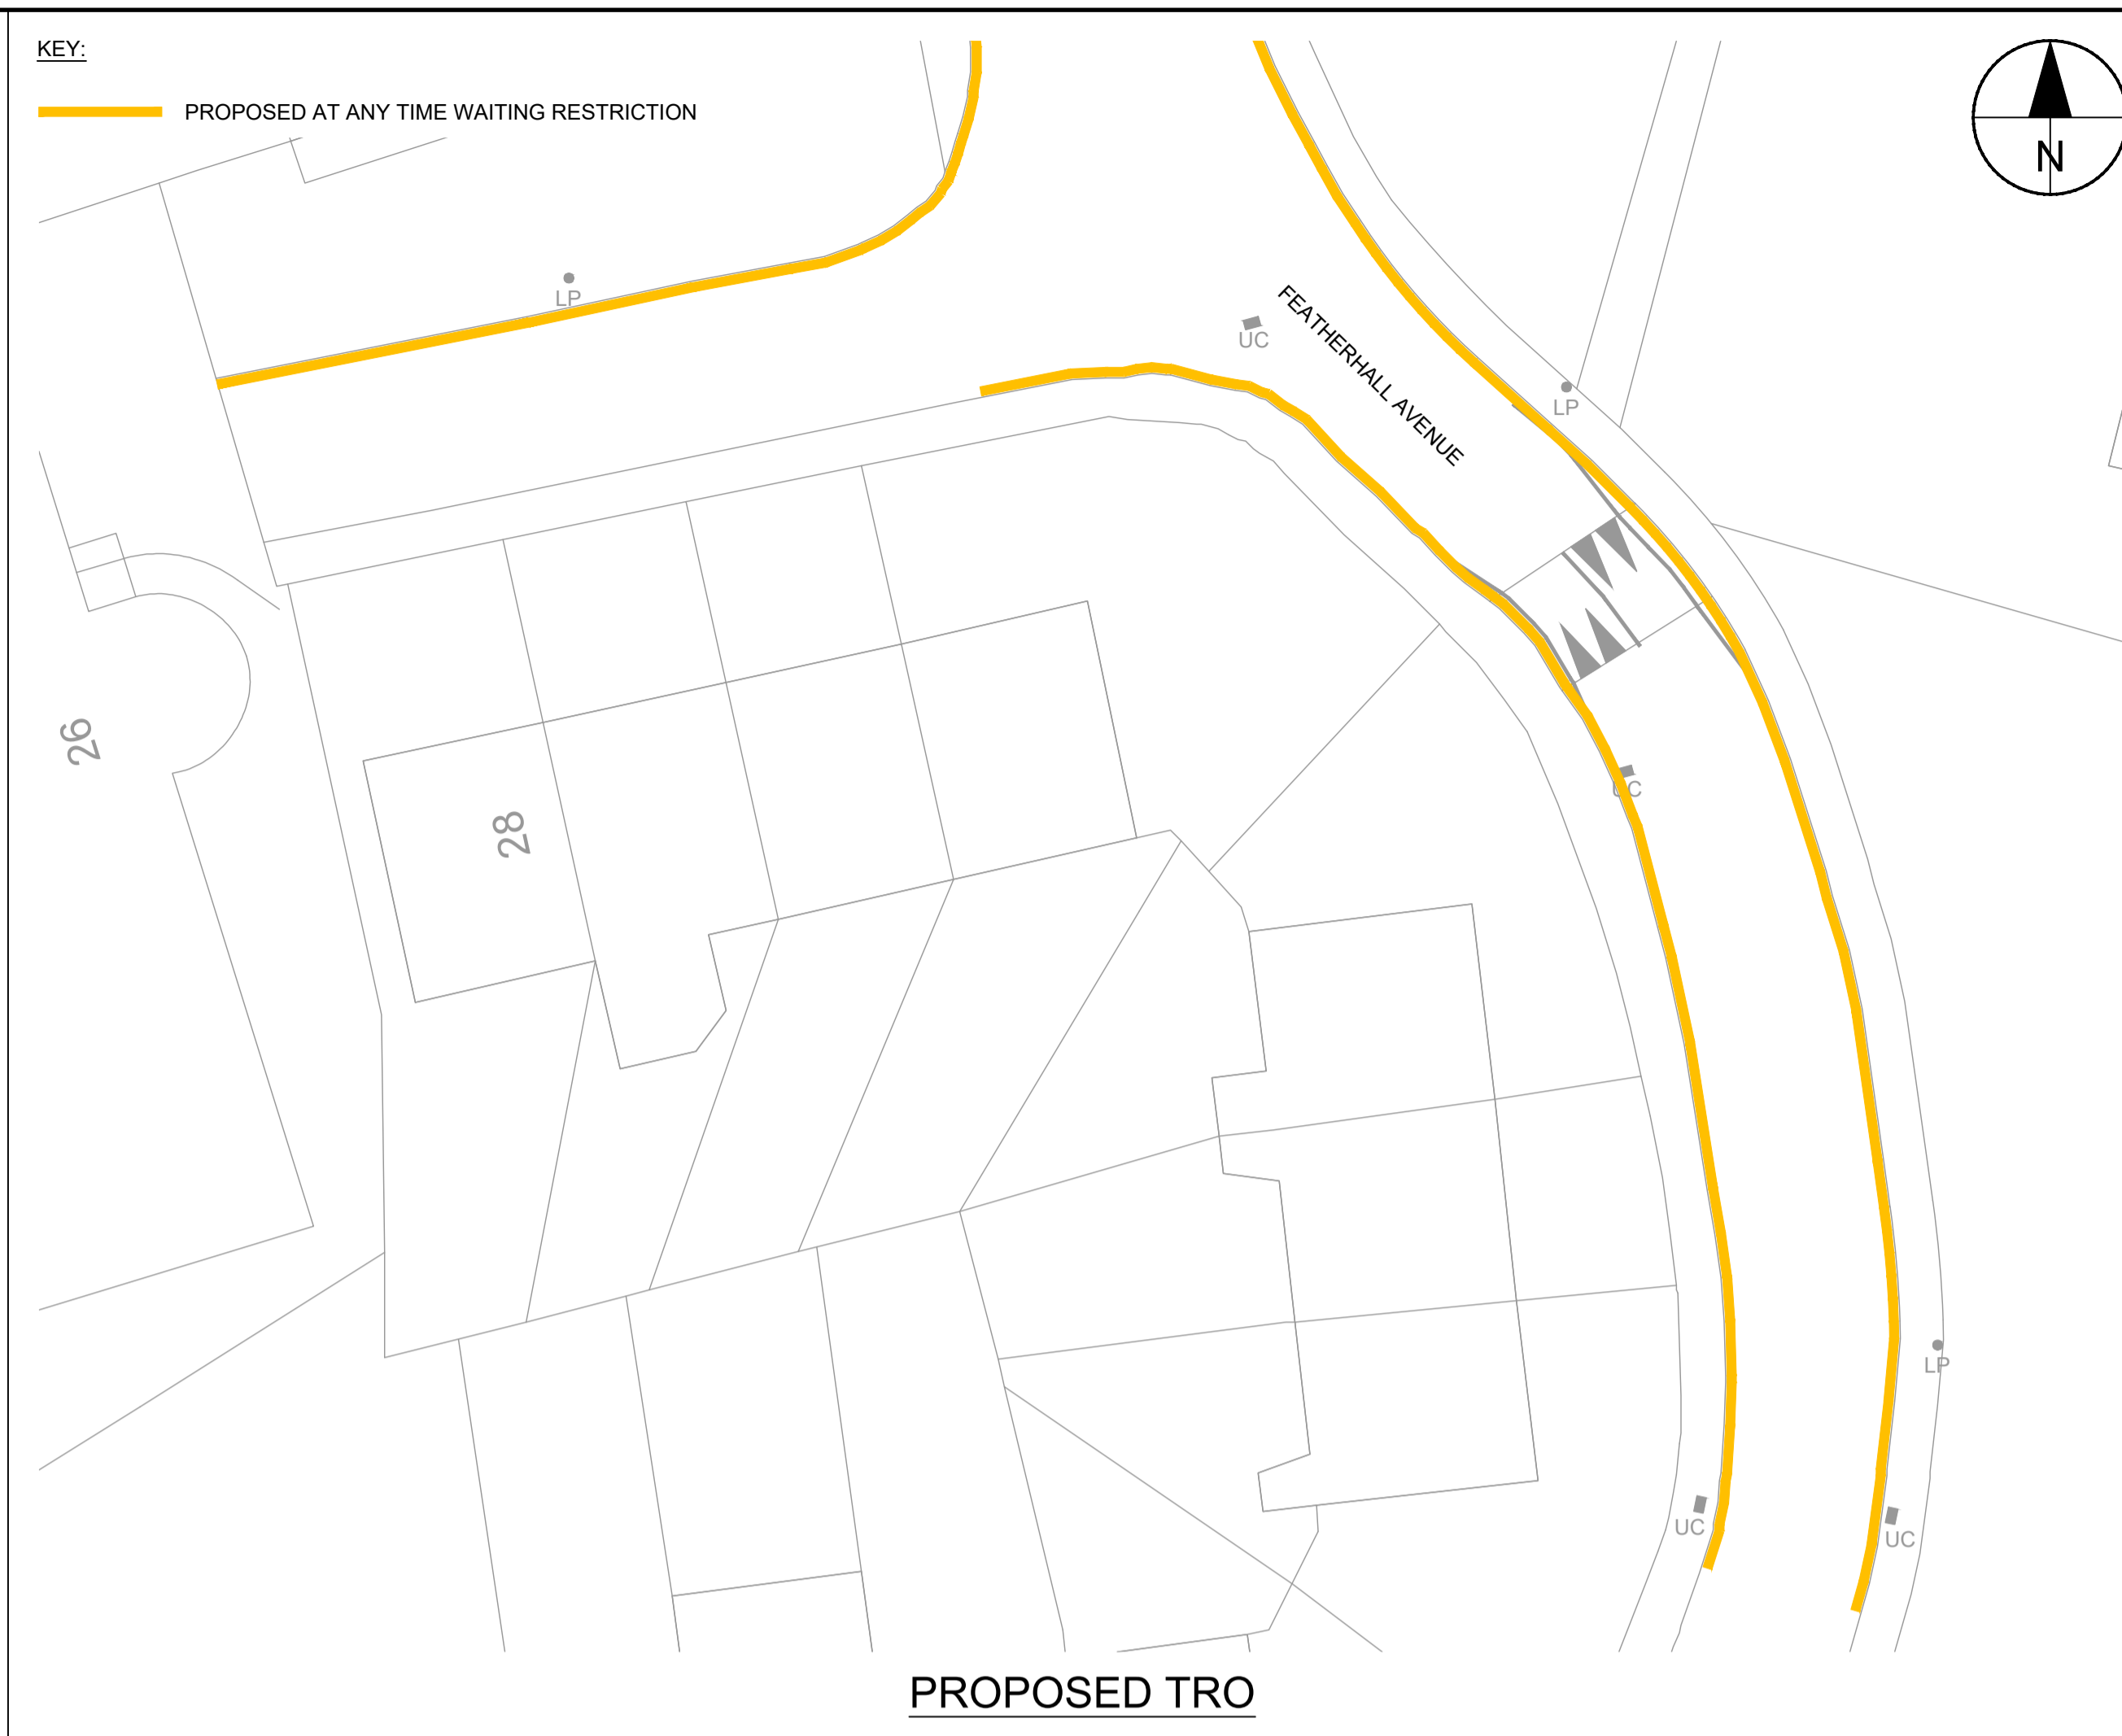 KEY:
PROPOSED AT ANY TIME WAITING RESTRICTION
N
LP
UC
FEATHERHALL AVENUE
LP
26
UC
28
LP
UC
UC
PROPOSED TRO